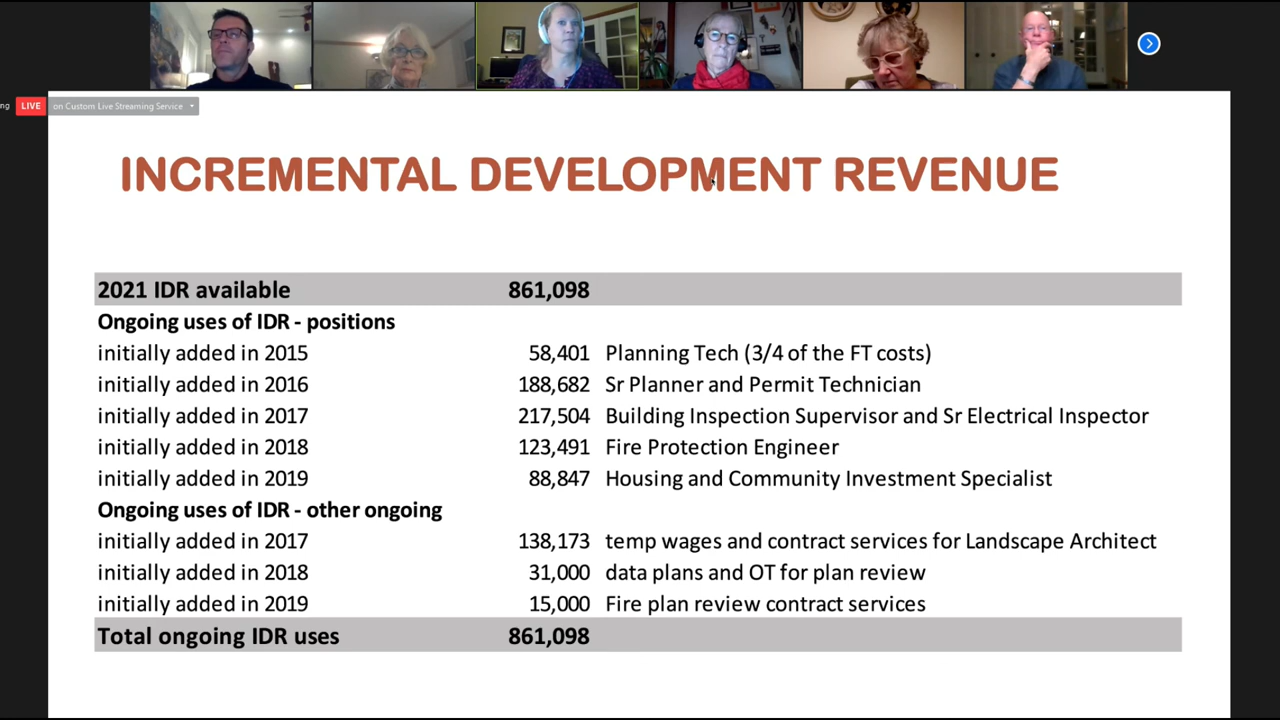 ng LIVE on Custom Live Streaming Service
INCREMENTAL DEVELOPMENT REVENUE
2021 IDR available 861,098
Ongoing uses of IDR - positions
initially added in 2015 58,401 Planning Tech (3/4 of the FT costs)
initially added in 2016 188,682 Sr Planner and Permit Technician
initially added in 2017 217,504 Building Inspection Supervisor and Sr Electrical Inspector
initially added in 2018 123,491 Fire Protection Engineer
initially added in 2019 88,847 Housing and Community Investment Specialist
Ongoing uses of IDR - other ongoing
initially added in 2017 138,173 temp wages and contract services for Landscape Architect
initially added in 2018 31,000 data plans and OT for plan review
initially added in 2019 15,000 Fire plan review contract services
Total ongoing IDR uses 861,098